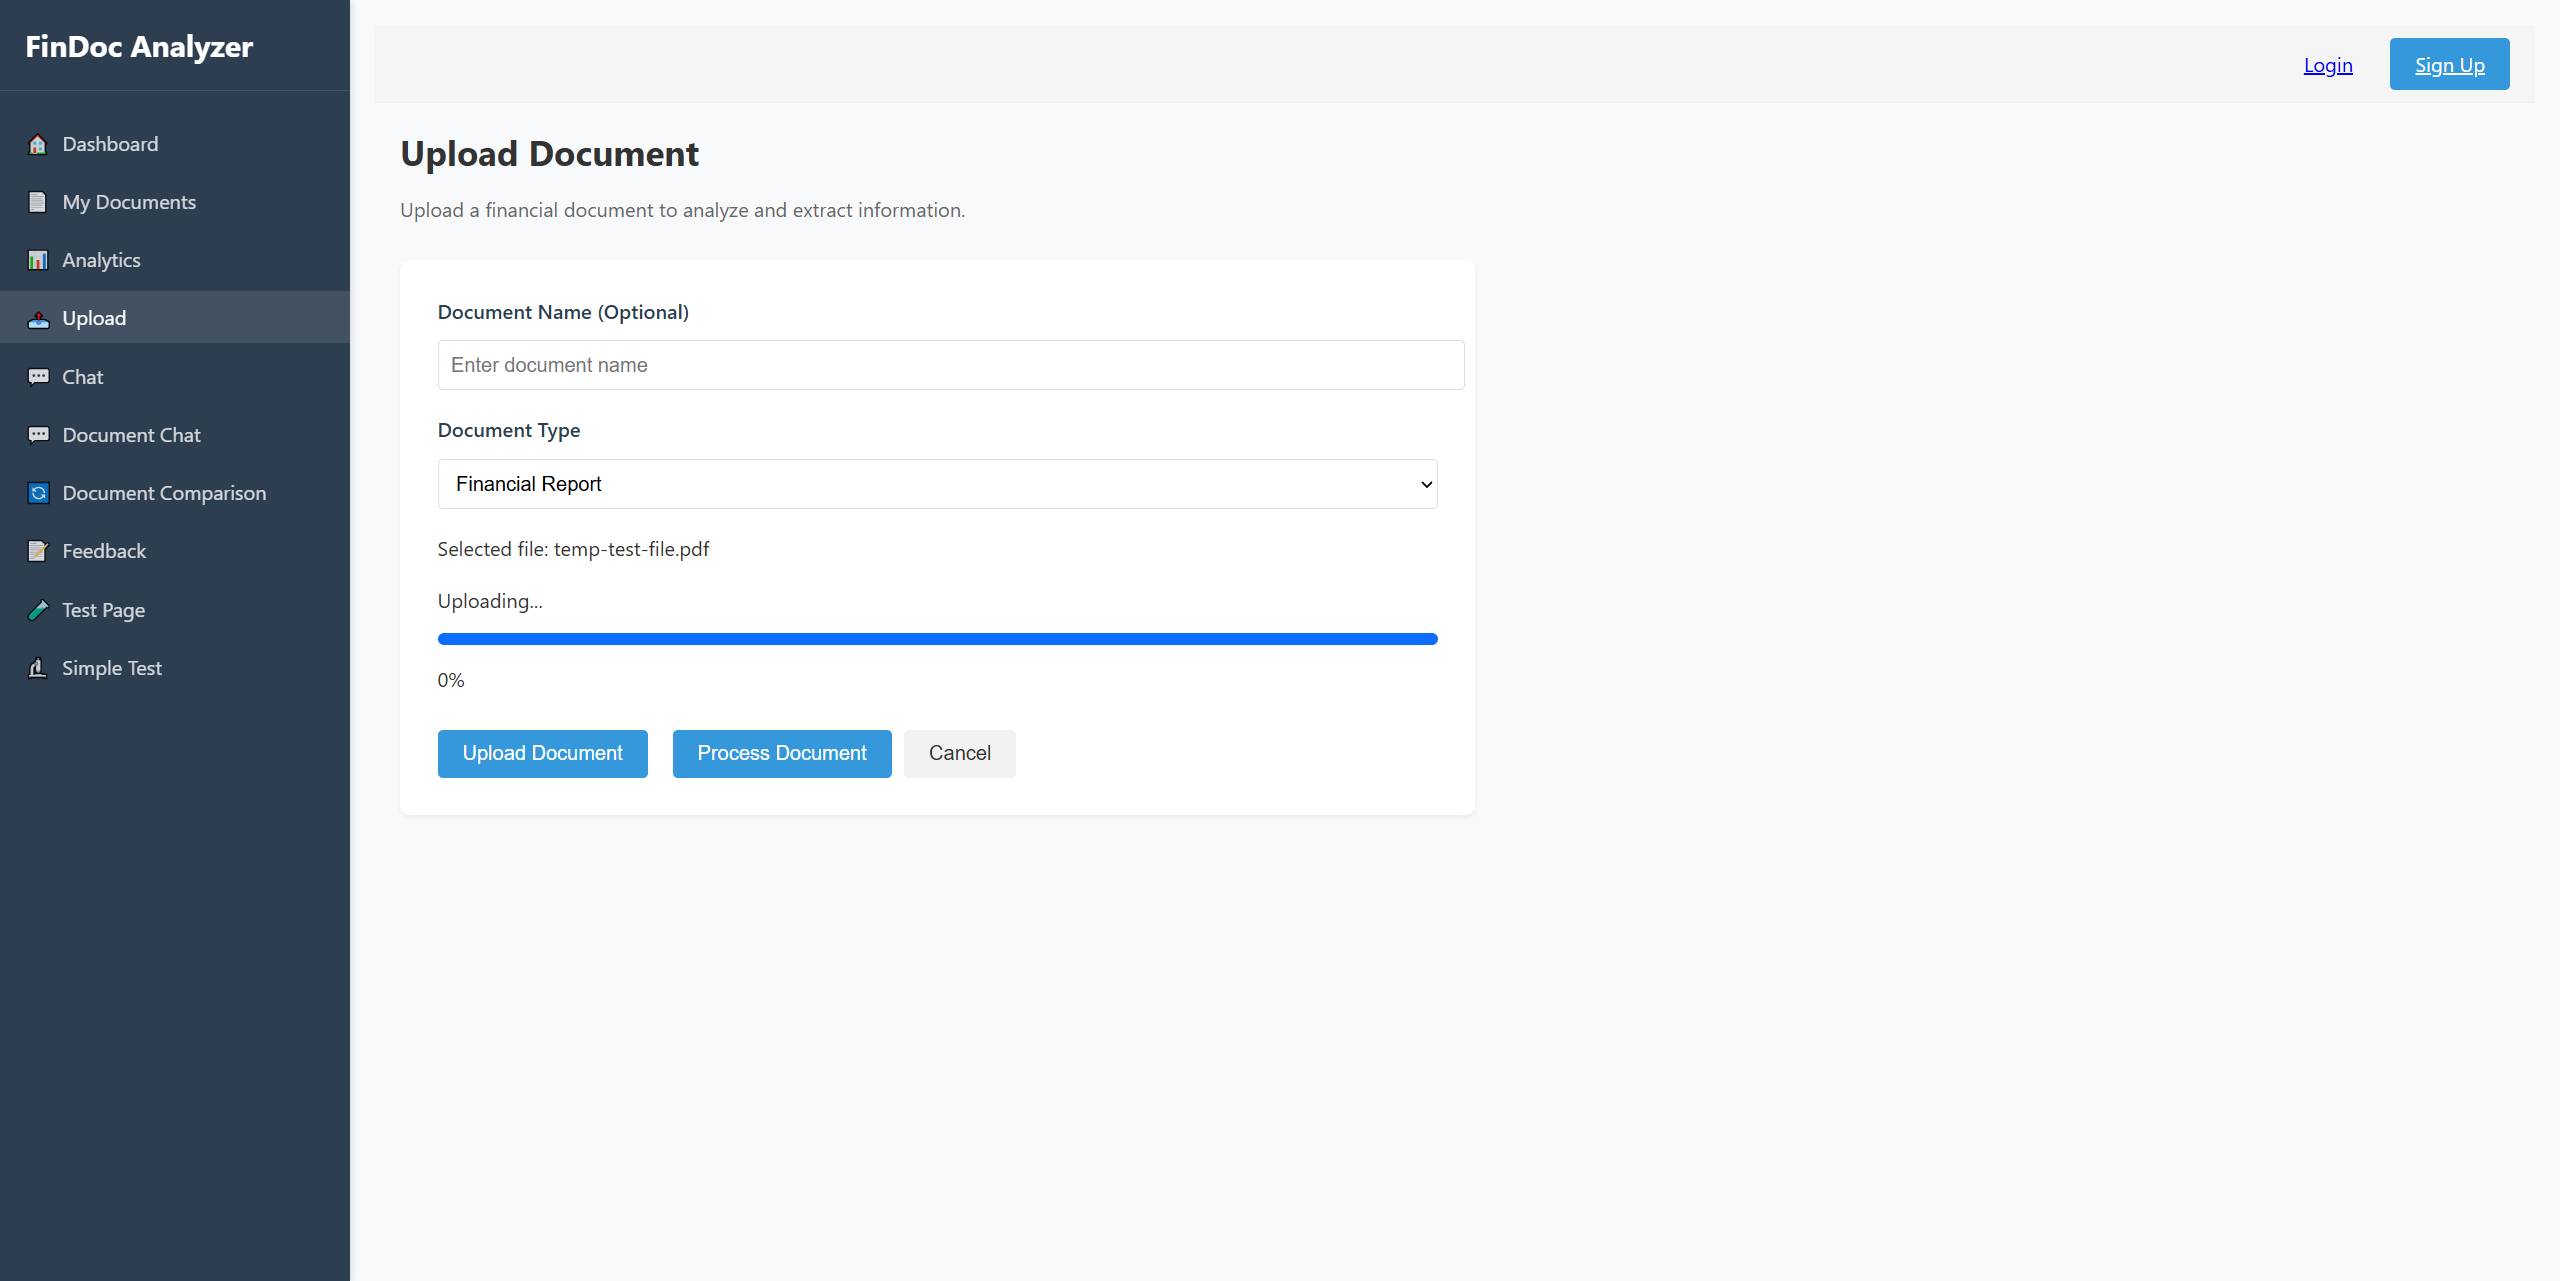 FinDoc Analyzer
Dashboard
My Documents
Analytics
Upload
Chat
Document Chat
Document Comparison
Feedback
Test Page
Simple Test
Login
Sign Up
Upload Document
Upload a financial document to analyze and extract information.
Document Name (Optional)
Enter document name
Document Type
Financial Report
Selected file: temp-test-file.pdf
Uploading...
0%
Upload Document
Process Document
Cancel